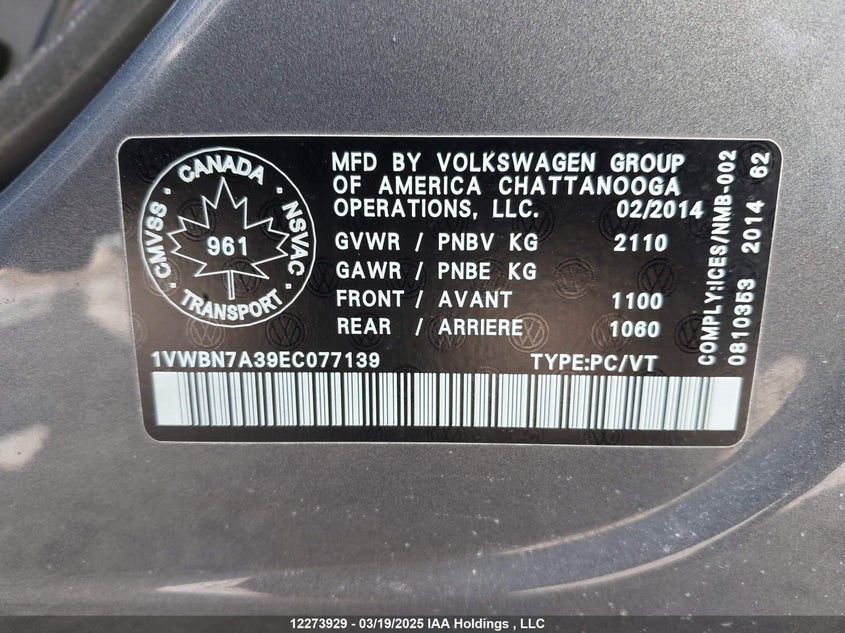 CANADA
CMVSS · NSVAC
961
TRANSPORT
MFD BY VOLKSWAGEN GROUP
OF AMERICA CHATTANOOGA
OPERATIONS, LLC. 02/2014
GVWR / PNBV KG 2110
GAWR / PNBE KG
FRONT / AVANT 1100
REAR / ARRIERE 1060
1VWBN7A39EC077139 TYPE:PC/VT
COMPLY:ICES/NMB-002
0810353 2014 62
12273929 - 03/19/2025 IAA Holdings , LLC